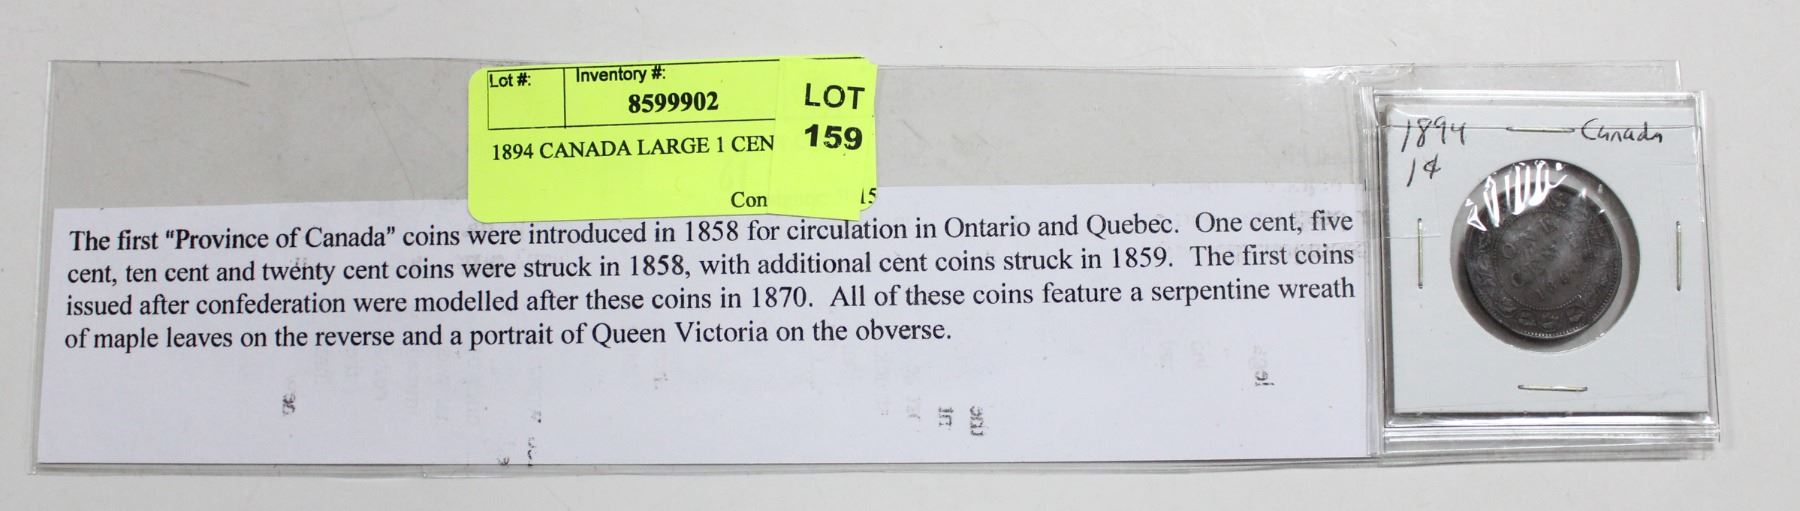 Lot #:
Inventory #:
8599902
LOT
159
1894 CANADA LARGE 1 CEN
Con
15
The first "Province of Canada" coins were introduced in 1858 for circulation in Ontario and Quebec. One cent, five
cent, ten cent and twenty cent coins were struck in 1858, with additional cent coins struck in 1859. The first coins
issued after confederation were modelled after these coins in 1870. All of these coins feature a serpentine wreath
of maple leaves on the reverse and a portrait of Queen Victoria on the obverse.
1894 Canada
1¢
ONE
CENT